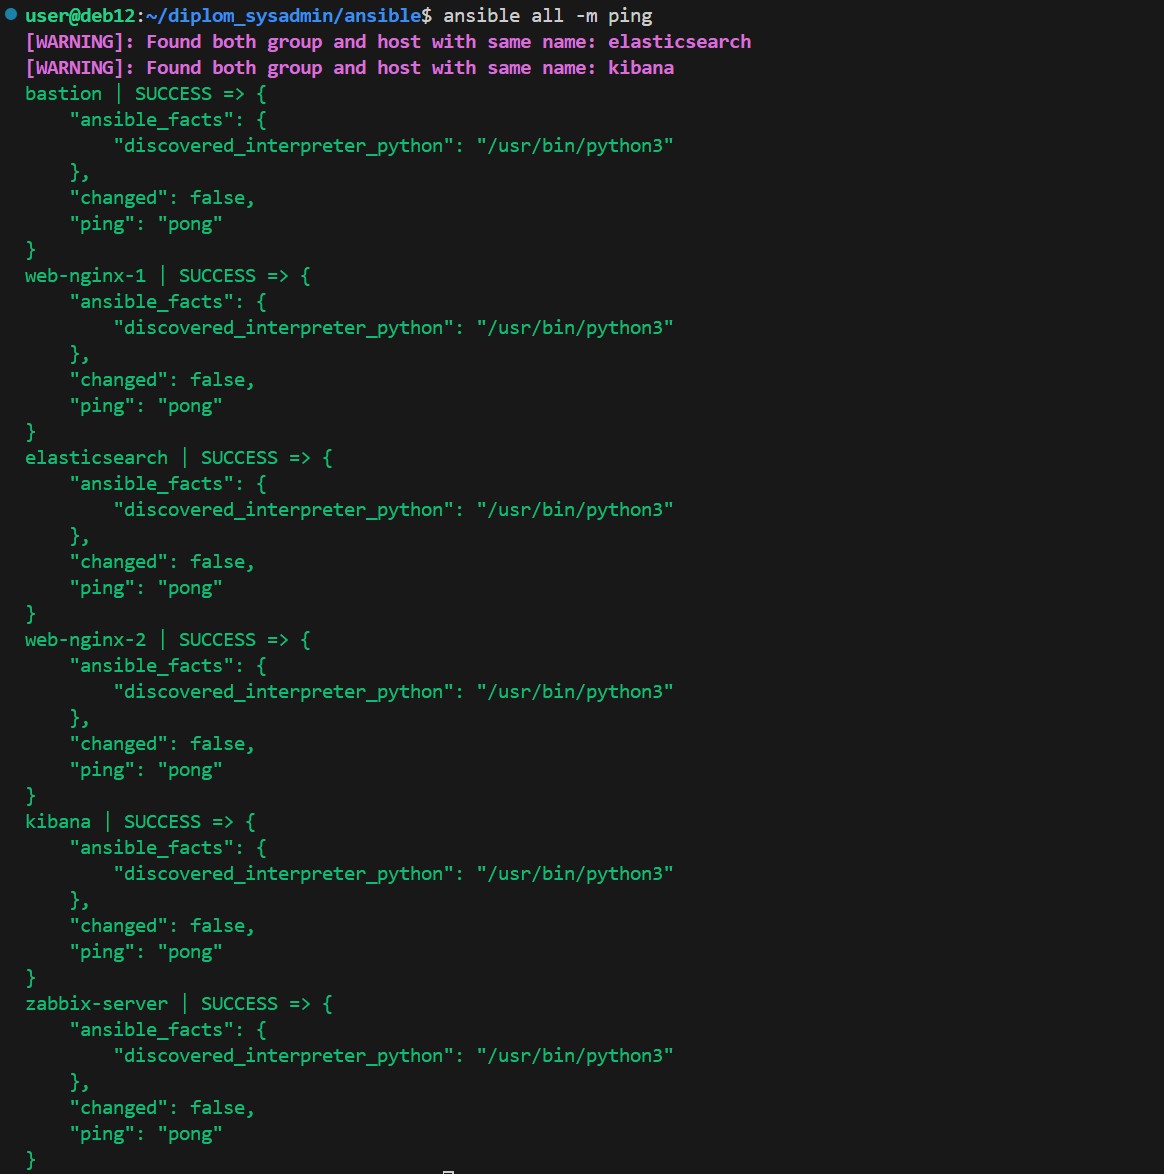 user@deb12:~/diplom_sysadmin/ansible$ ansible all -m ping
[WARNING]: Found both group and host with same name: elasticsearch
[WARNING]: Found both group and host with same name: kibana
bastion | SUCCESS => {
    "ansible_facts": {
        "discovered_interpreter_python": "/usr/bin/python3"
    },
    "changed": false,
    "ping": "pong"
}
web-nginx-1 | SUCCESS => {
    "ansible_facts": {
        "discovered_interpreter_python": "/usr/bin/python3"
    },
    "changed": false,
    "ping": "pong"
}
elasticsearch | SUCCESS => {
    "ansible_facts": {
        "discovered_interpreter_python": "/usr/bin/python3"
    },
    "changed": false,
    "ping": "pong"
}
web-nginx-2 | SUCCESS => {
    "ansible_facts": {
        "discovered_interpreter_python": "/usr/bin/python3"
    },
    "changed": false,
    "ping": "pong"
}
kibana | SUCCESS => {
    "ansible_facts": {
        "discovered_interpreter_python": "/usr/bin/python3"
    },
    "changed": false,
    "ping": "pong"
}
zabbix-server | SUCCESS => {
    "ansible_facts": {
        "discovered_interpreter_python": "/usr/bin/python3"
    },
    "changed": false,
    "ping": "pong"
}